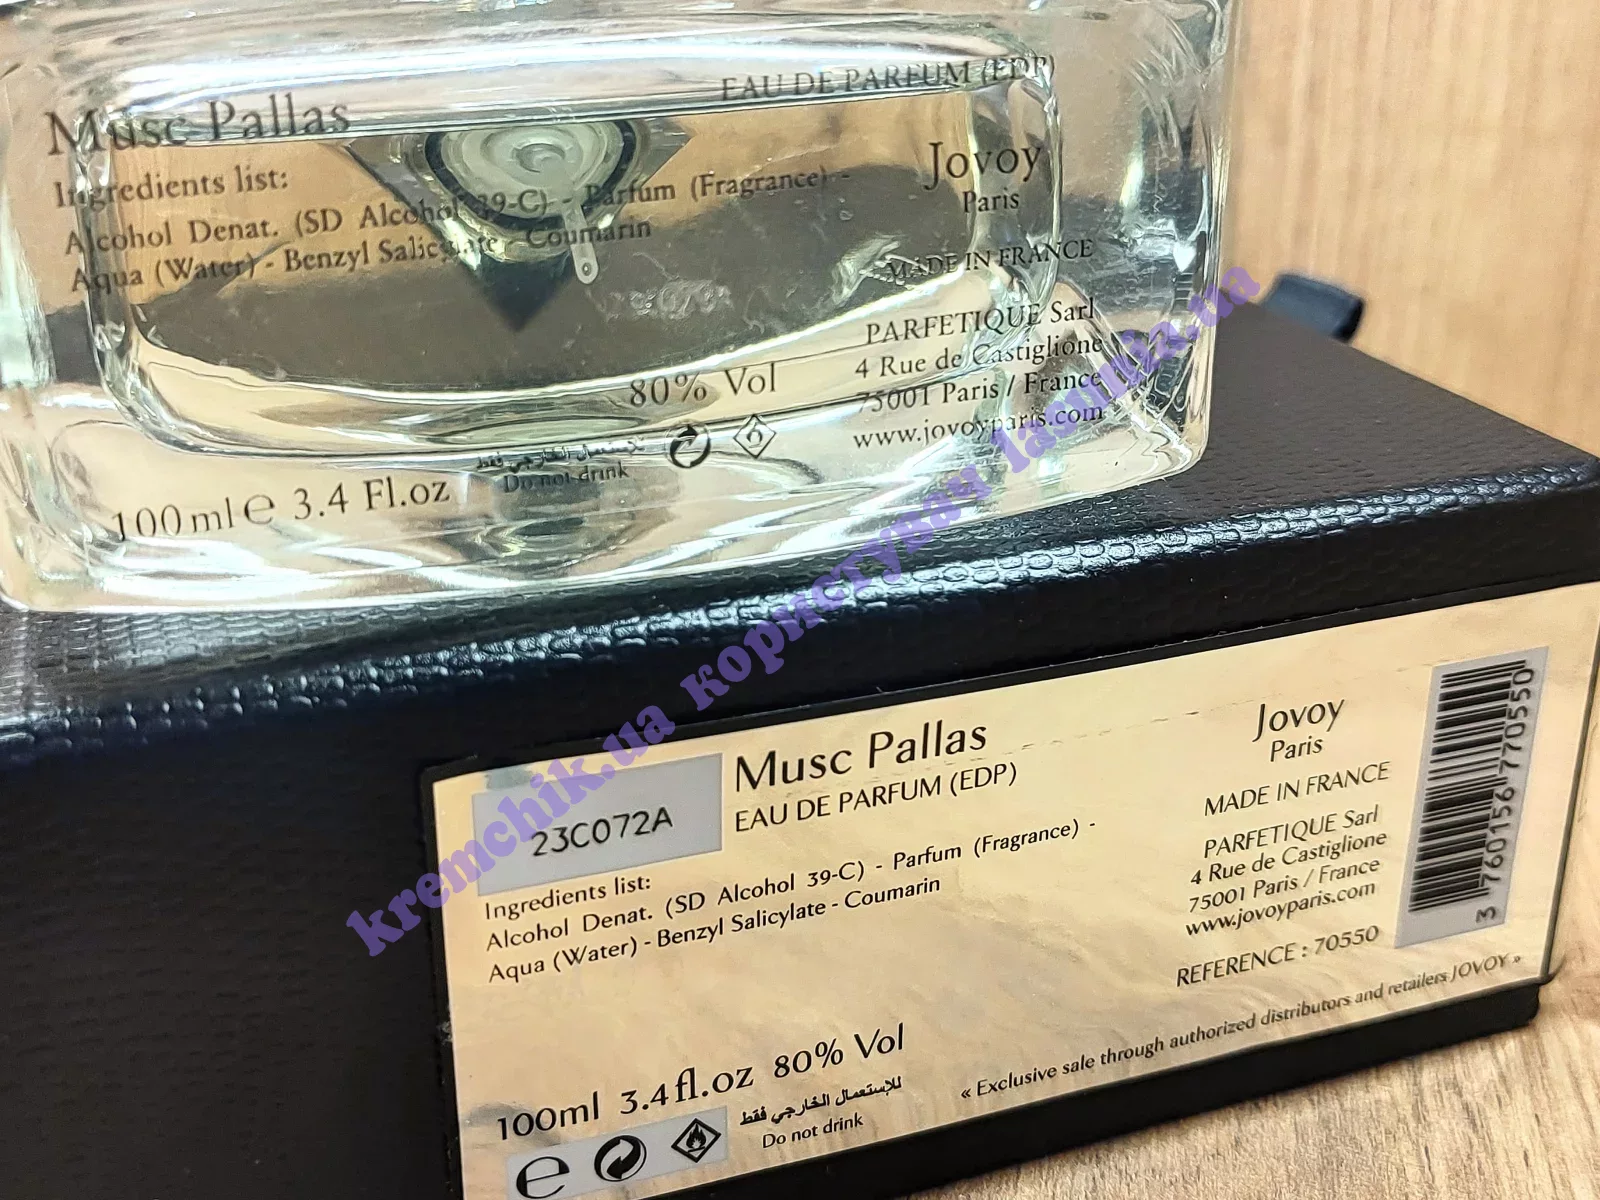 EAU DE PARFUM (EDP)
Musc Pallas
Ingredients list:
Alcohol Denat. (SD Alcohol 39-C) - Parfum (Fragrance) -
Aqua (Water) - Benzyl Salicylate - Coumarin
Jovoy
Paris
MADE IN FRANCE
PARFETIQUE Sarl
4 Rue de Castiglione
75001 Paris / France
www.jovoyparis.com
80% Vol
للإستعمال الخارجي فقط
Do not drink
100ml e 3.4 Fl.oz
kremchik.ua користувач lasunnik.ua
23C072A
Musc Pallas
EAU DE PARFUM (EDP)
Ingredients list:
Alcohol Denat. (SD Alcohol 39-C) - Parfum (Fragrance) -
Aqua (Water) - Benzyl Salicylate - Coumarin
Jovoy
Paris
MADE IN FRANCE
PARFETIQUE Sarl
4 Rue de Castiglione
75001 Paris / France
www.jovoyparis.com
REFERENCE : 70550
3 760156 770550
100ml 3.4fl.oz 80% Vol
للإستعمال الخارجي فقط
Do not drink
« Exclusive sale through authorized distributors and retailers JOVOY »
e